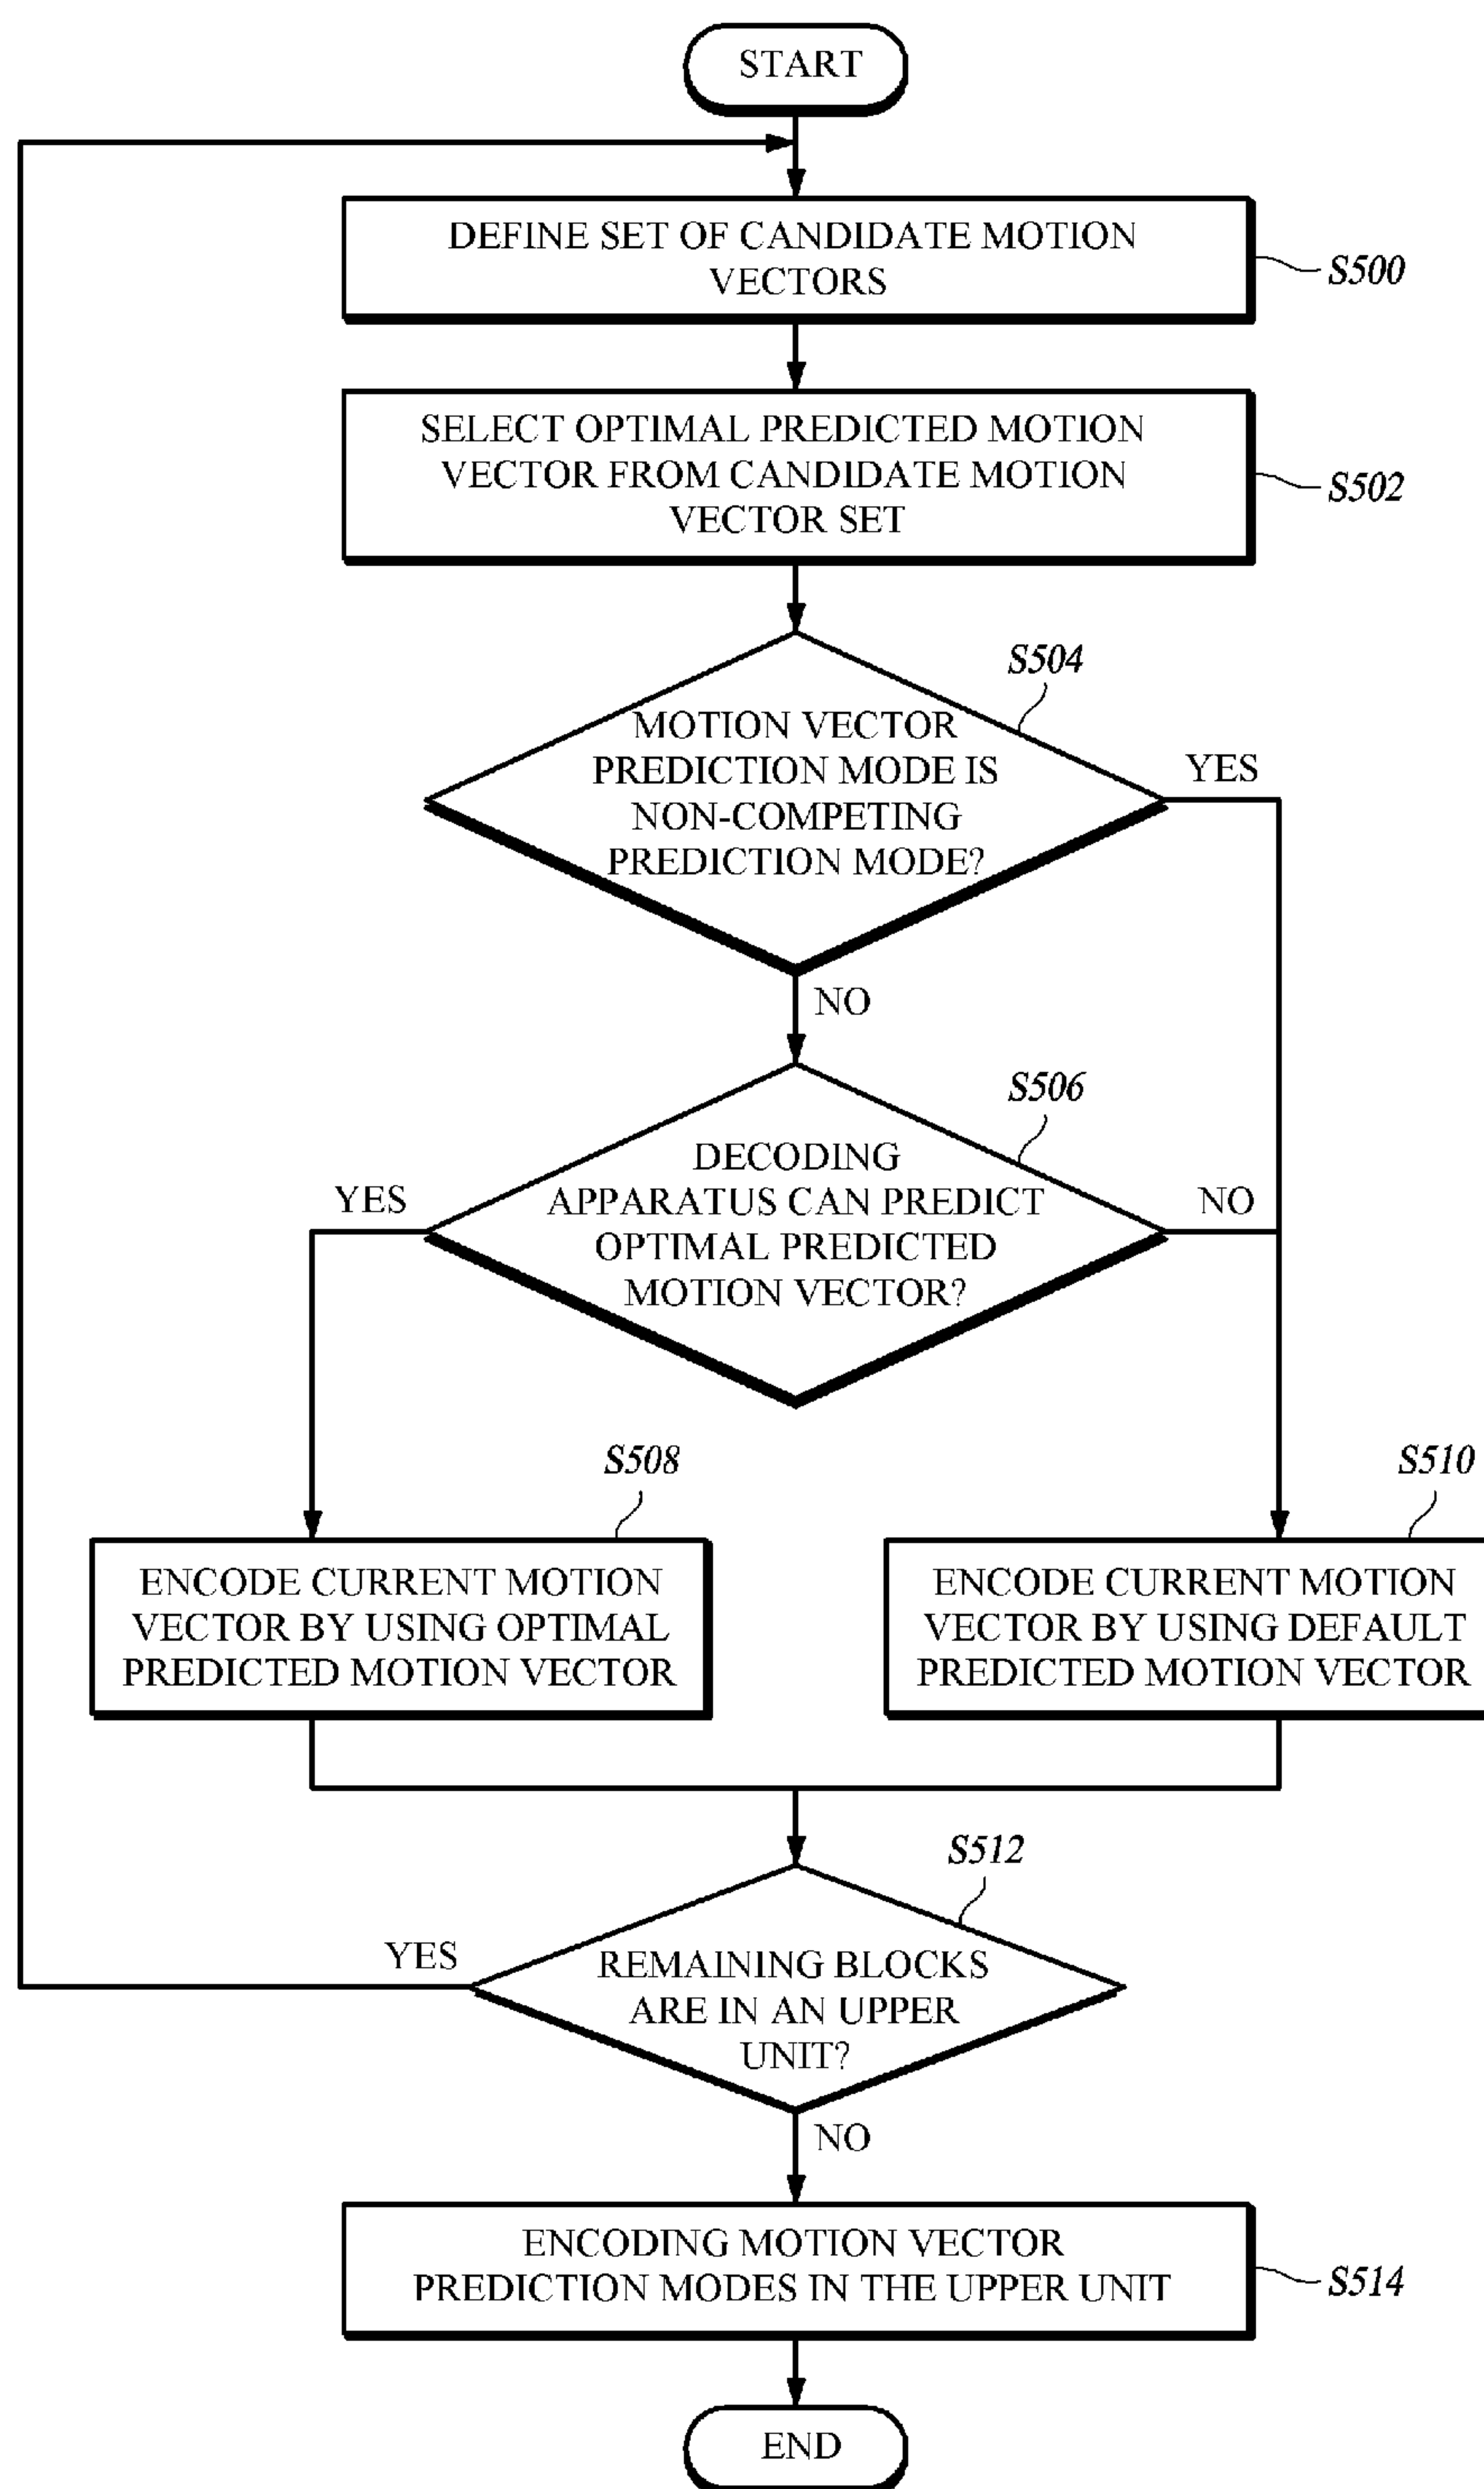 START
DEFINE SET OF CANDIDATE MOTION
VECTORS
S500
SELECT OPTIMAL PREDICTED MOTION
VECTOR FROM CANDIDATE MOTION
VECTOR SET
S502
S504
MOTION VECTOR
PREDICTION MODE IS
NON-COMPETING
PREDICTION MODE?
YES
NO
S506
DECODING
APPARATUS CAN PREDICT
OPTIMAL PREDICTED
MOTION VECTOR?
YES
NO
S508
ENCODE CURRENT MOTION
VECTOR BY USING OPTIMAL
PREDICTED MOTION VECTOR
S510
ENCODE CURRENT MOTION
VECTOR BY USING DEFAULT
PREDICTED MOTION VECTOR
S512
REMAINING BLOCKS
ARE IN AN UPPER
UNIT?
YES
NO
ENCODING MOTION VECTOR
PREDICTION MODES IN THE UPPER UNIT
S514
END